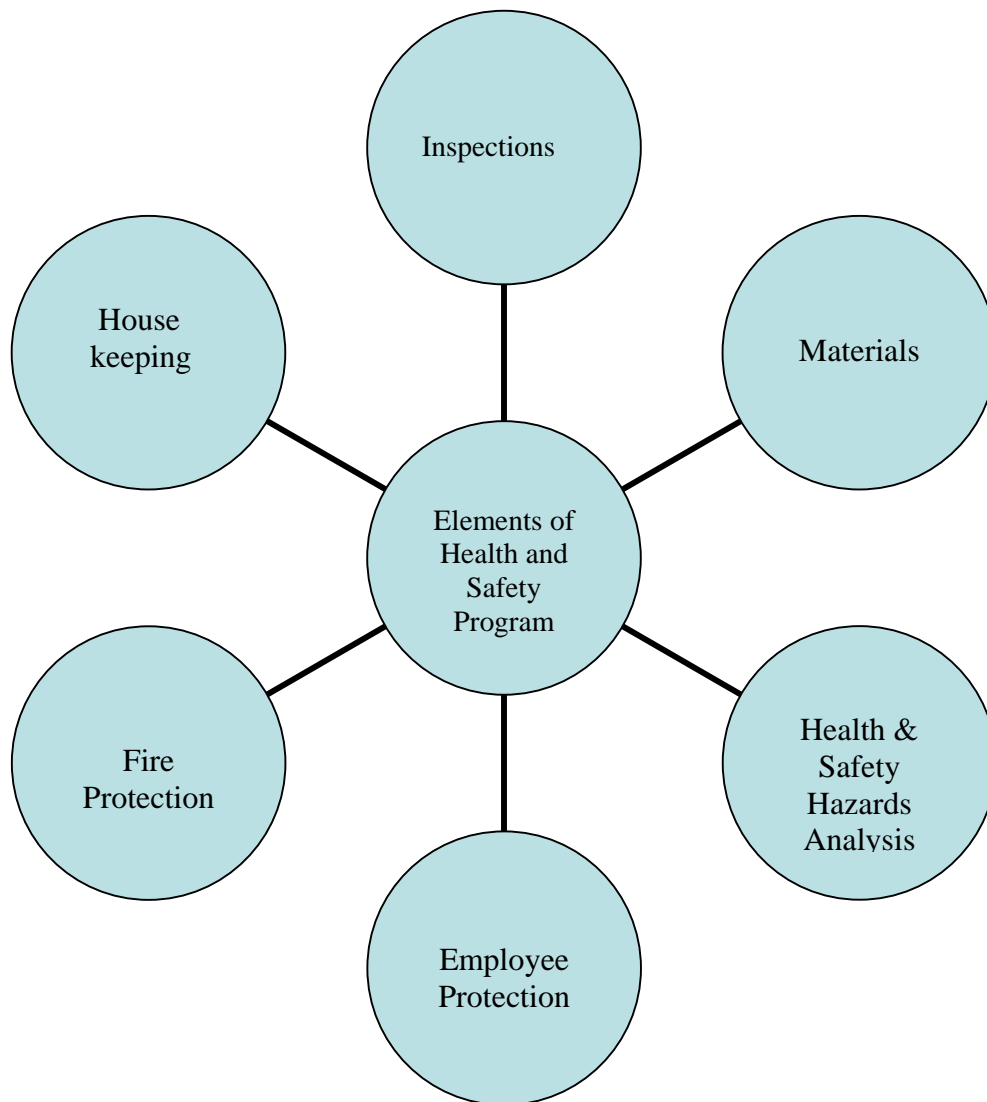 Inspections
House
keeping
Materials
Elements of
Health and
Safety
Program
Fire
Protection
Health &
Safety
Hazards
Analysis
Employee
Protection